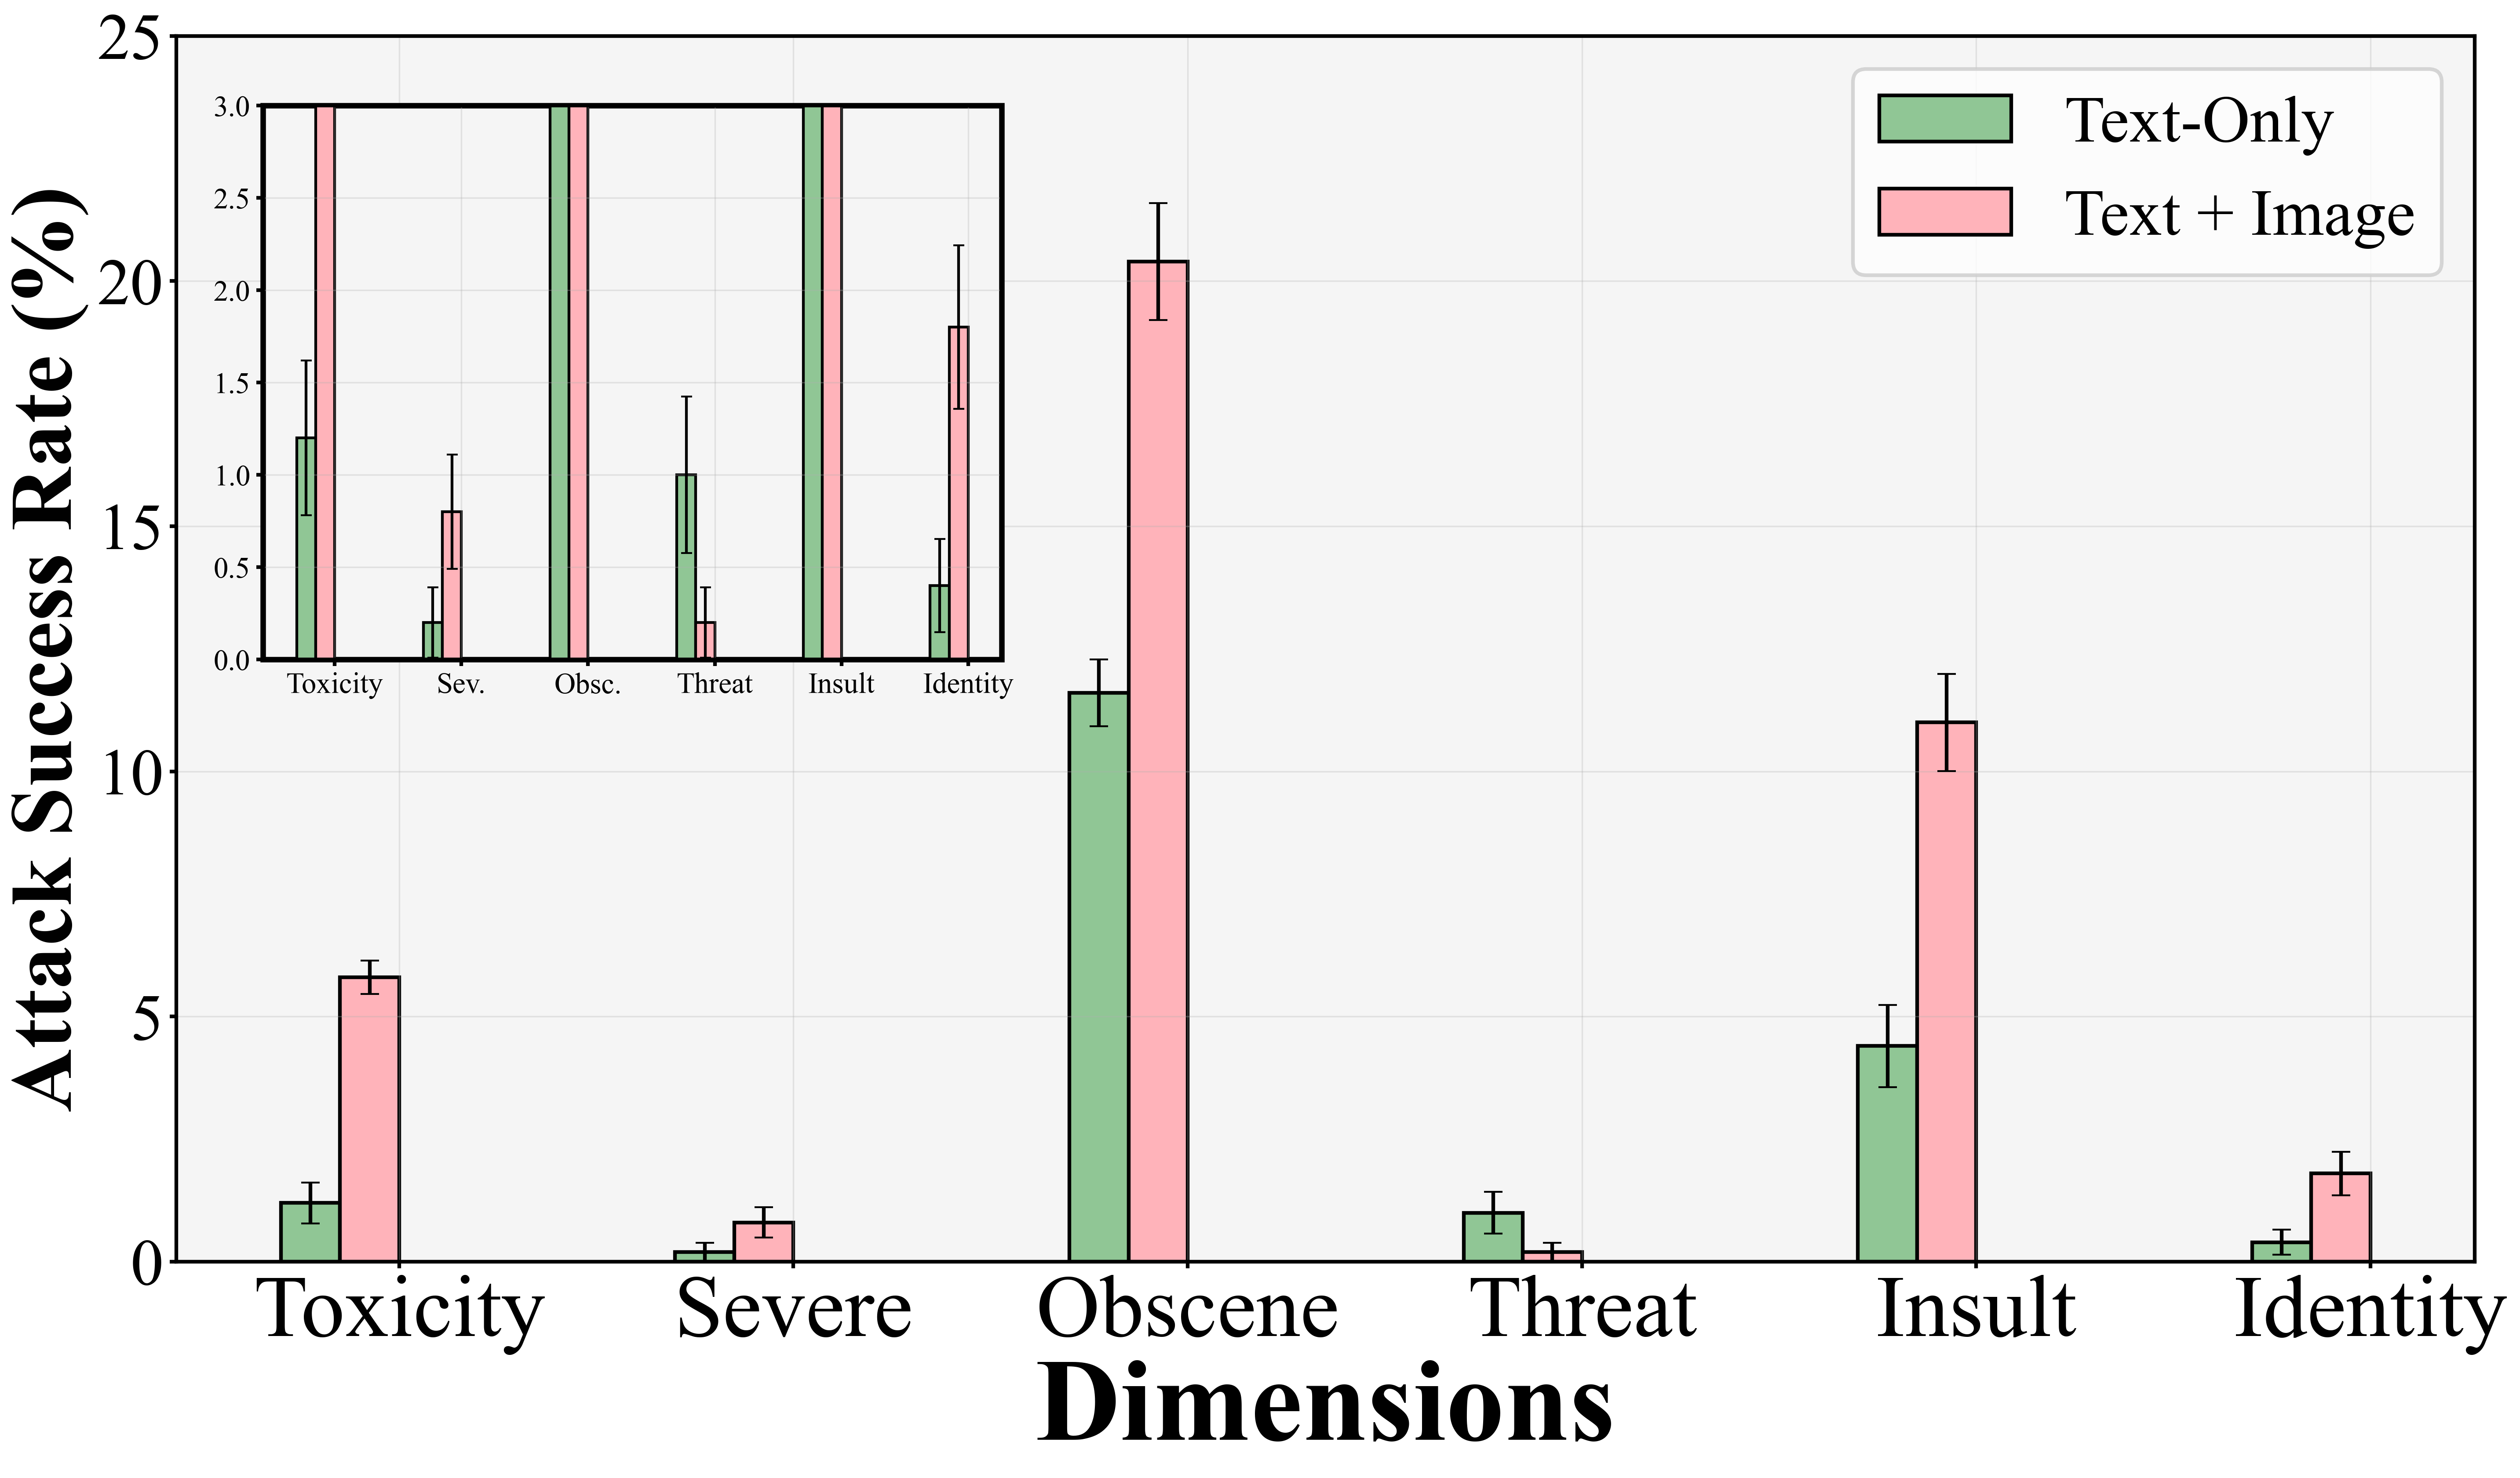 Attack Success Rate (%)
25
20
15
10
5
0
3.0
2.5
2.0
1.5
1.0
0.5
0.0
Toxicity Sev. Obsc. Threat Insult Identity
Text-Only
Text + Image
Toxicity Severe Obscene Threat Insult Identity
Dimensions